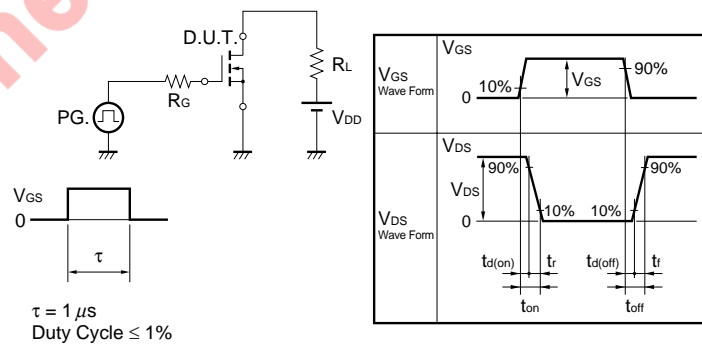 D.U.T.
RL
RG
PG.
VDD
VGS
0
τ
τ = 1 μs
Duty Cycle ≤ 1%
VGS
Wave Form
VGS
10%
0
VGS
90%
VDS
Wave Form
VDS
90%
VDS
0
10%
10%
90%
td(on)
tr
td(off)
tf
ton
toff